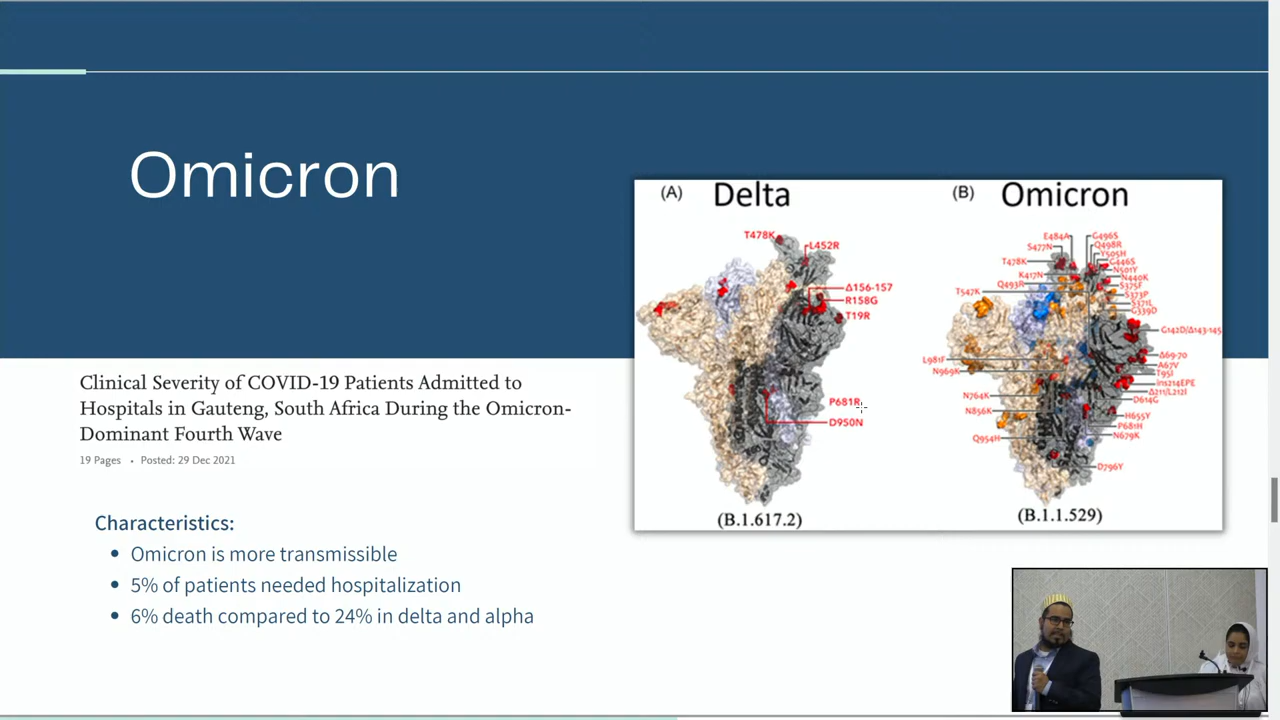 Omicron
(A) Delta
T478K
L452R
Δ156-157
R158G
T19R
P681R
D950N
(B.1.617.2)
(B) Omicron
E484A
G496S
S477N
Q498R
Y505H
T478K
G446S
N501Y
K417N
N440K
Q493R
S375F
T547K
S373P
S371L
G339D
G142D/Δ143-145
L981F
Δ69-70
A67V
N969K
T95I
ins214EPE
N764K
Δ211/L212I
D614G
N856K
H655Y
P681H
Q954H
N679K
D796Y
(B.1.1.529)
Clinical Severity of COVID-19 Patients Admitted to
Hospitals in Gauteng, South Africa During the Omicron-
Dominant Fourth Wave
19 Pages • Posted: 29 Dec 2021
Characteristics:
• Omicron is more transmissible
• 5% of patients needed hospitalization
• 6% death compared to 24% in delta and alpha